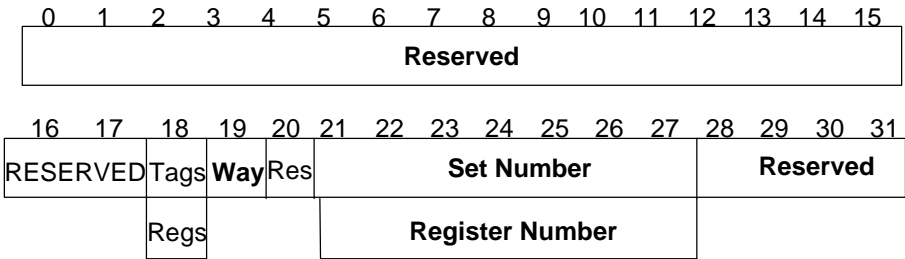 0 1 2 3 4 5 6 7 8 9 10 11 12 13 14 15
Reserved
16 17 18 19 20 21 22 23 24 25 26 27 28 29 30 31
RESERVED Tags Way Res Set Number Reserved
Regs Register Number